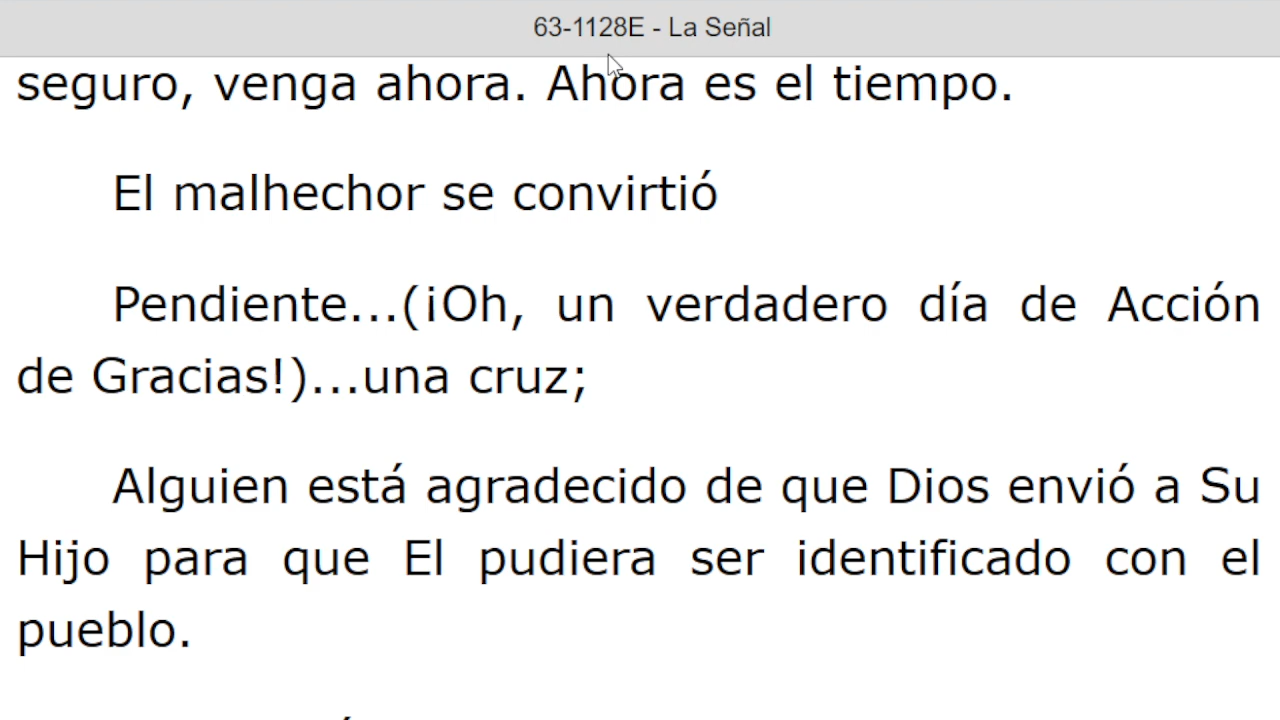 63-1128E - La Señal
seguro, venga ahora. Ahora es el tiempo.
El malhechor se convirtió
Pendiente...(¡Oh, un verdadero día de Acción
de Gracias!)...una cruz;
Alguien está agradecido de que Dios envió a Su
Hijo para que El pudiera ser identificado con el
pueblo.